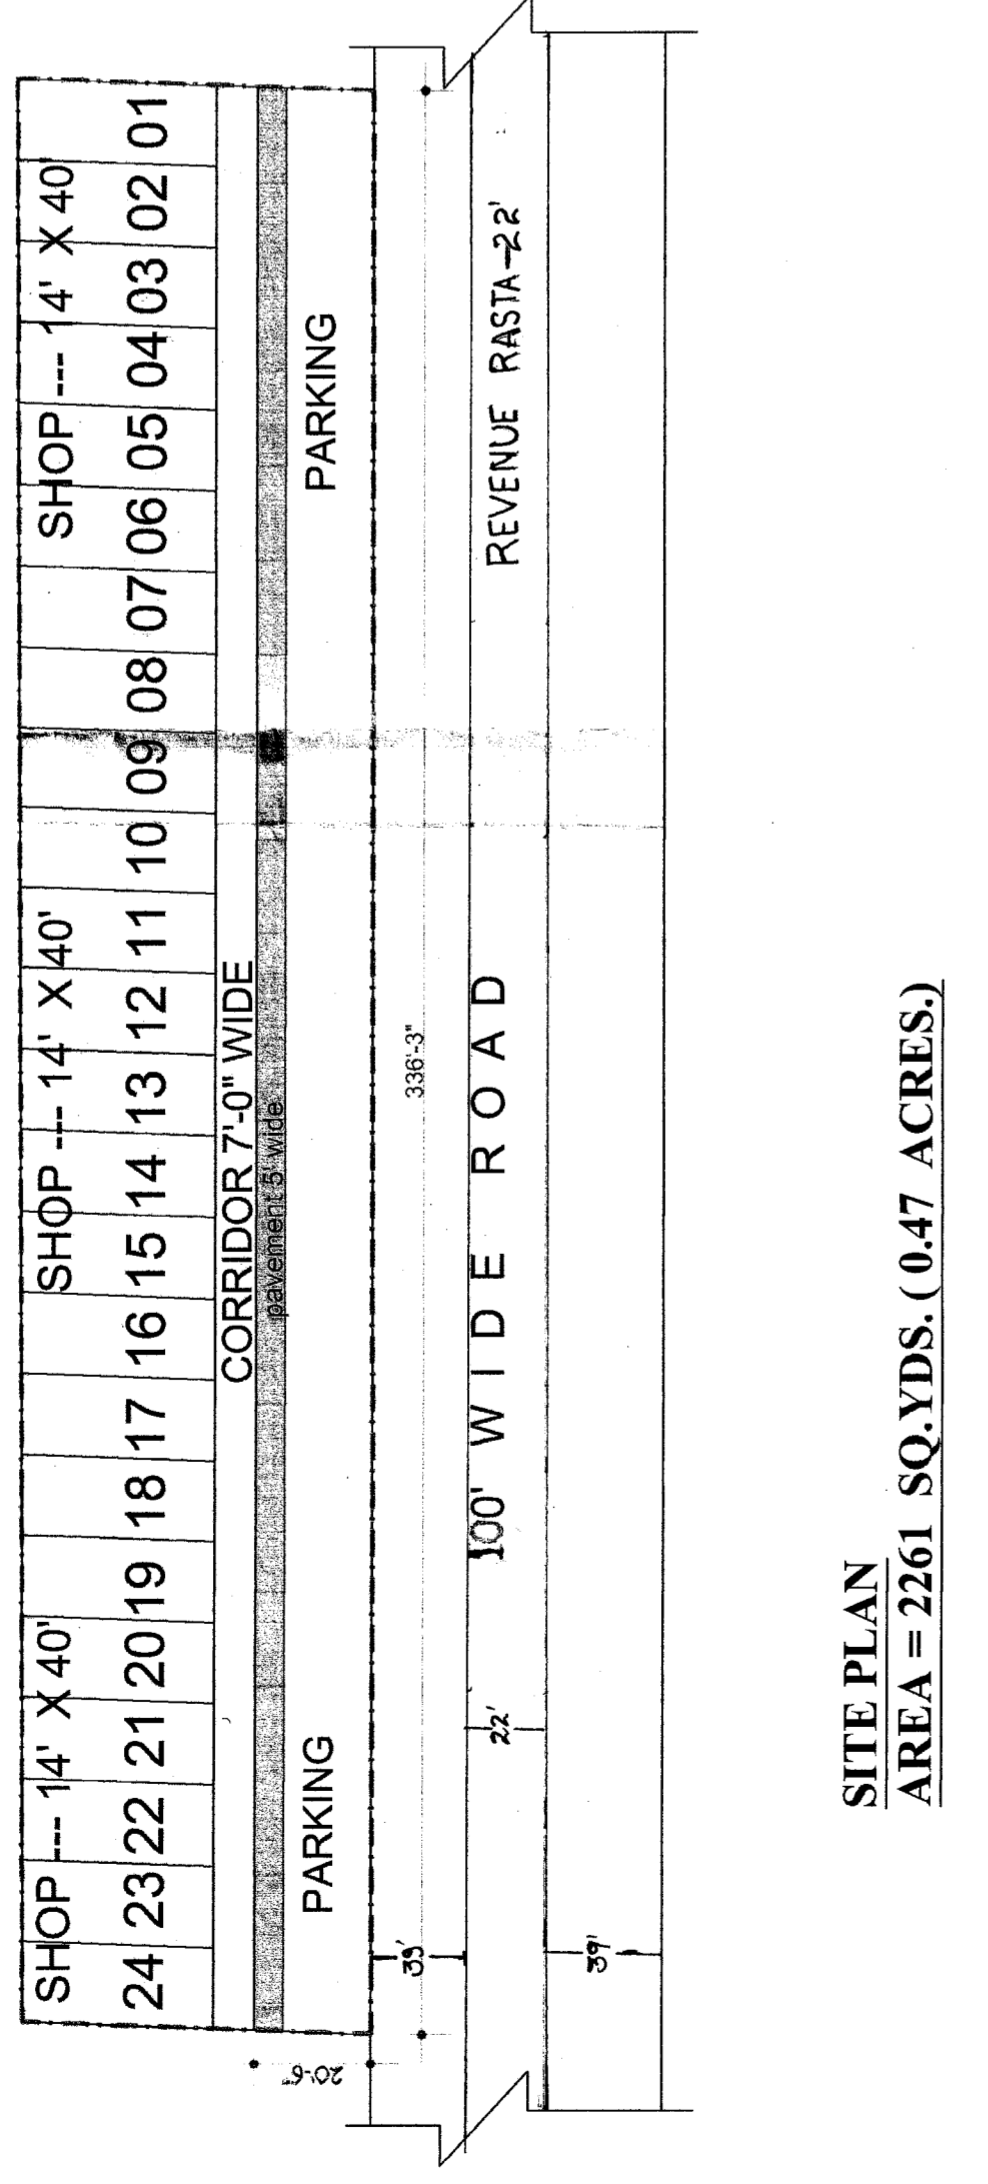 SHOP --- 14' X 40'
SHOP --- 14' X 40'
SHOP --- 14' X 40
24 23 22 21 20 19 18 17 16 15 14 13 12 11 10 09 08 07 06 05 04 03 02 01
CORRIDOR 7'-0" WIDE
pavement 5' wide
PARKING
PARKING
20'-6"
336'-3"
39'
100' WIDE ROAD
22'
REVENUE RASTA-22'
39'
SITE PLAN
AREA = 2261 SQ.YDS. ( 0.47 ACRES.)